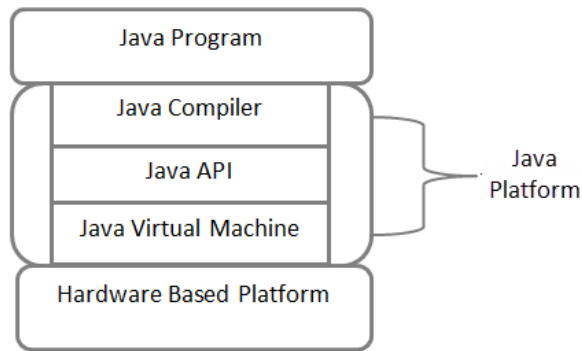 Java Program
Java Compiler
Java API
Java Virtual Machine
Hardware Based Platform
Java
Platform